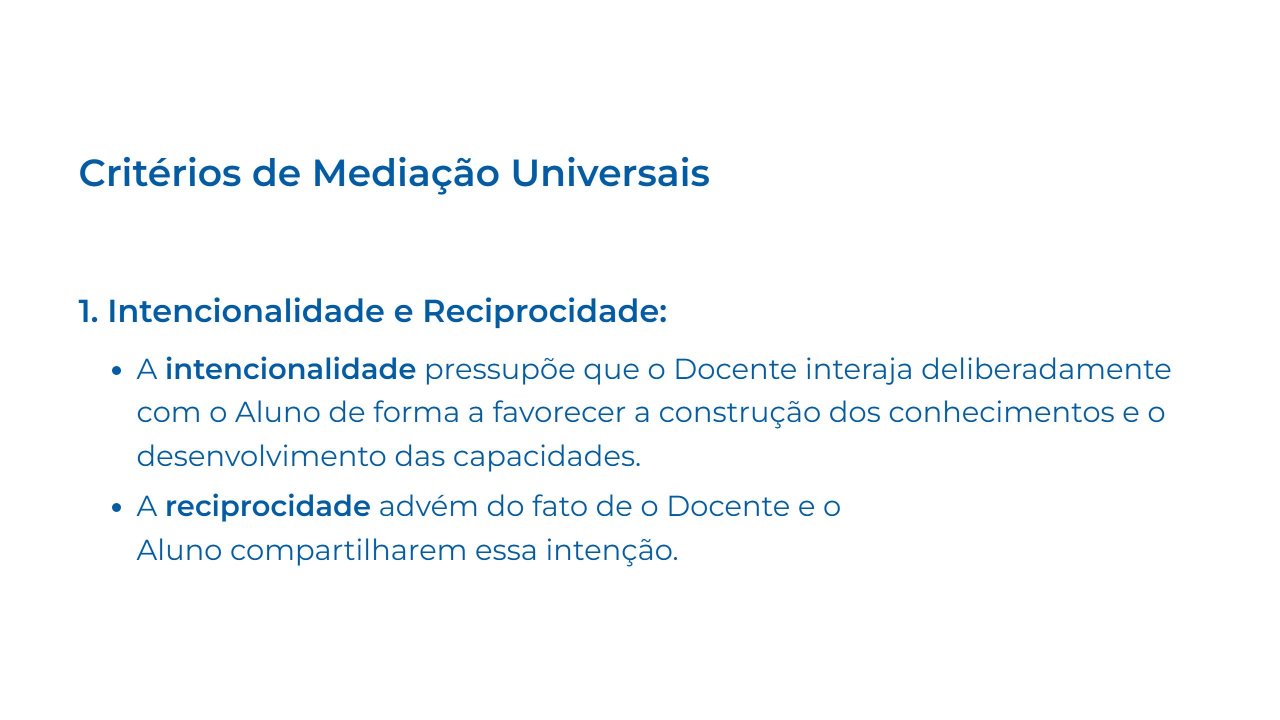 Critérios de Mediação Universais
1. Intencionalidade e Reciprocidade:
• A intencionalidade pressupõe que o Docente interaja deliberadamente
com o Aluno de forma a favorecer a construção dos conhecimentos e o
desenvolvimento das capacidades.
• A reciprocidade advém do fato de o Docente e o
Aluno compartilharem essa intenção.